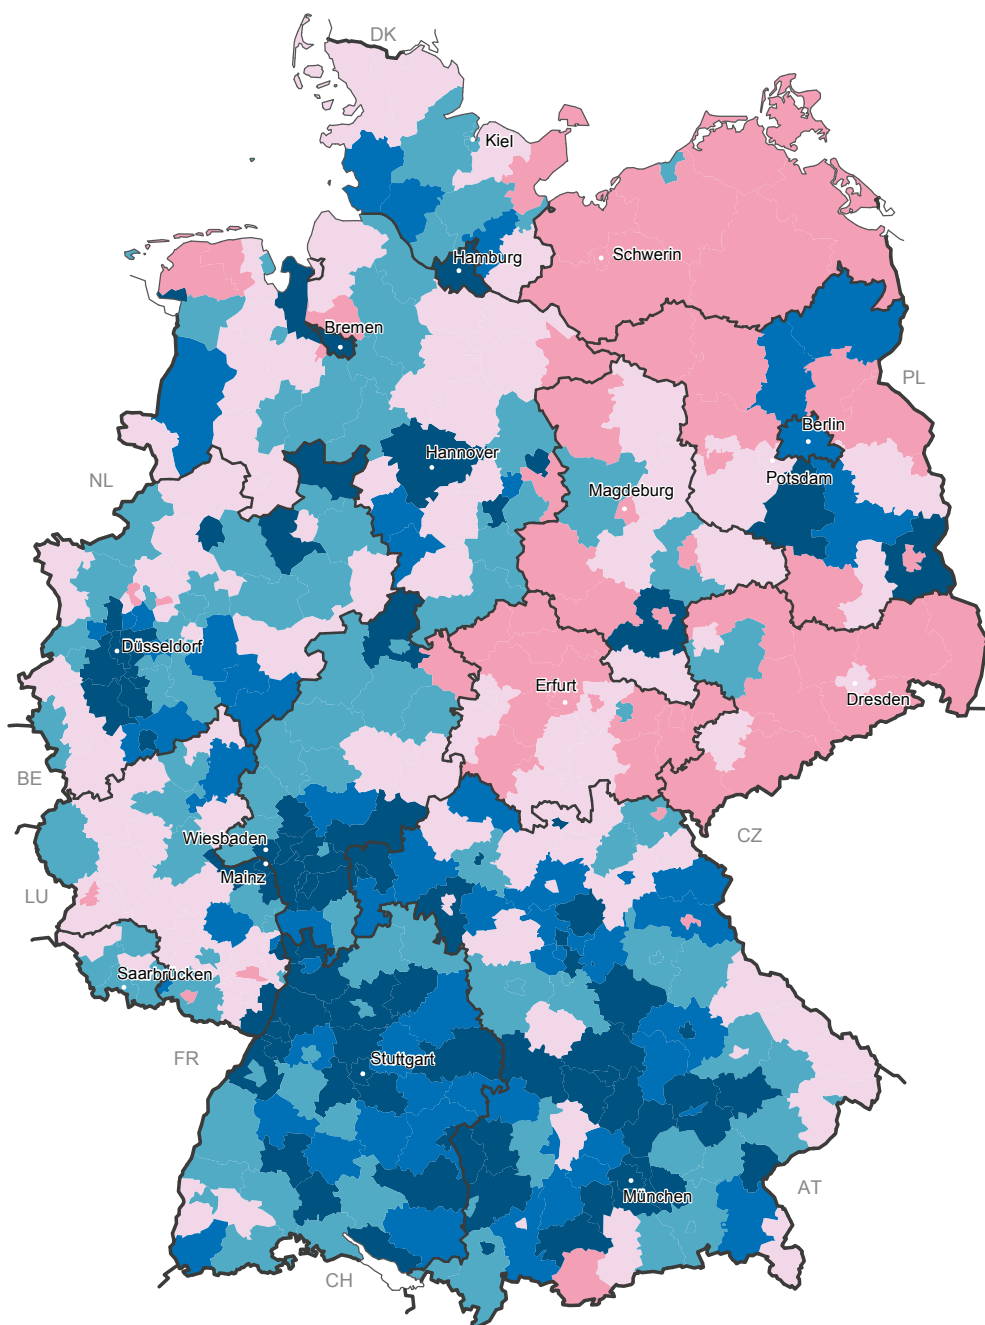 DK
Kiel
Hamburg
Schwerin
Bremen
PL
Berlin
Hannover
NL
Potsdam
Magdeburg
Düsseldorf
Erfurt
Dresden
BE
CZ
Wiesbaden
Mainz
LU
Saarbrücken
FR
Stuttgart
AT
München
CH